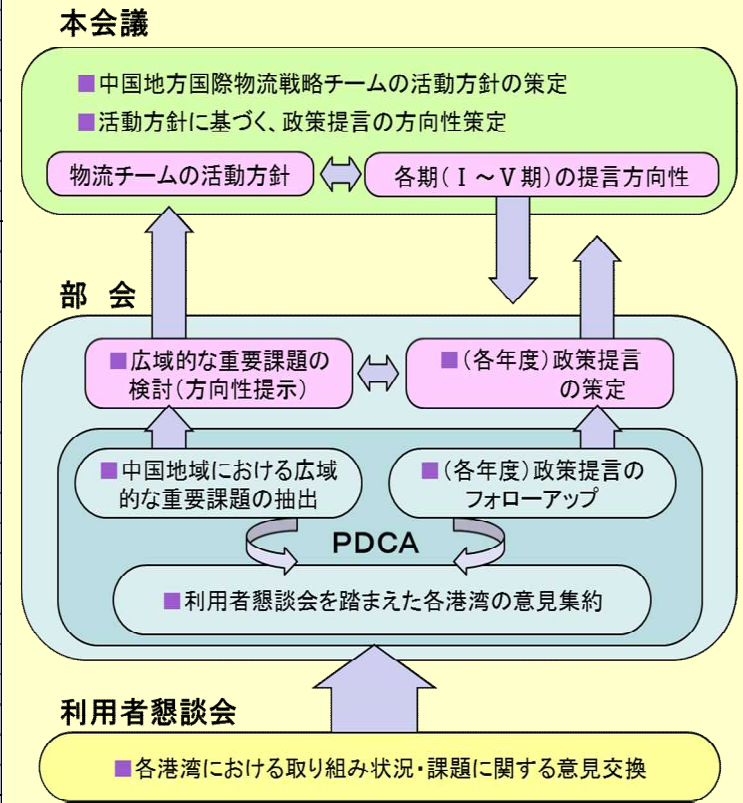 本会議
■中国地方国際物流戦略チームの活動方針の策定
■活動方針に基づく、政策提言の方向性策定
物流チームの活動方針
各期(Ⅰ～Ⅴ期)の提言方向性
部 会
■広域的な重要課題の
検討(方向性提示)
■(各年度)政策提言
の策定
■中国地域における広域
的な重要課題の抽出
■(各年度)政策提言の
フォローアップ
PDCA
■利用者懇談会を踏まえた各港湾の意見集約
利用者懇談会
■各港湾における取り組み状況・課題に関する意見交換